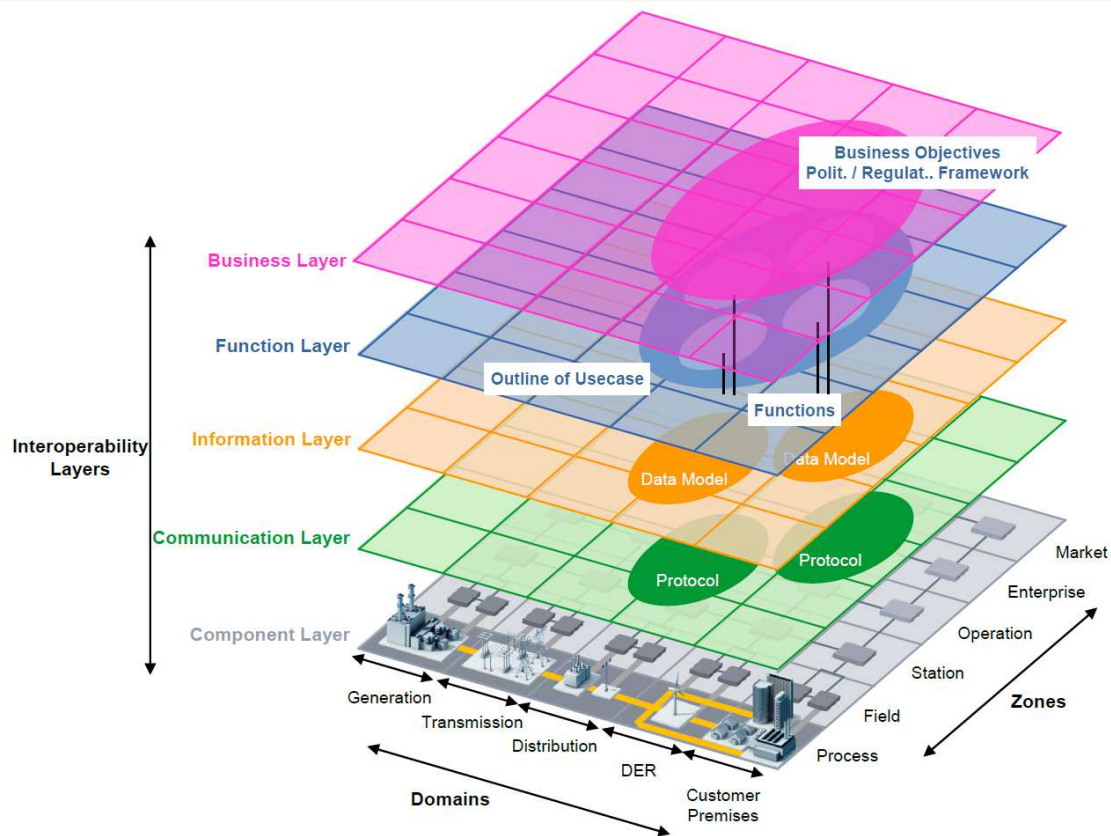 Business Objectives
Polit. / Regulat.. Framework
Business Layer
Function Layer
Outline of Usecase
Functions
Interoperability
Layers
Information Layer
Data Model
Data Model
Communication Layer
Protocol
Protocol
Component Layer
Market
Enterprise
Operation
Station
Field
Process
Zones
Generation
Transmission
Distribution
DER
Customer
Premises
Domains